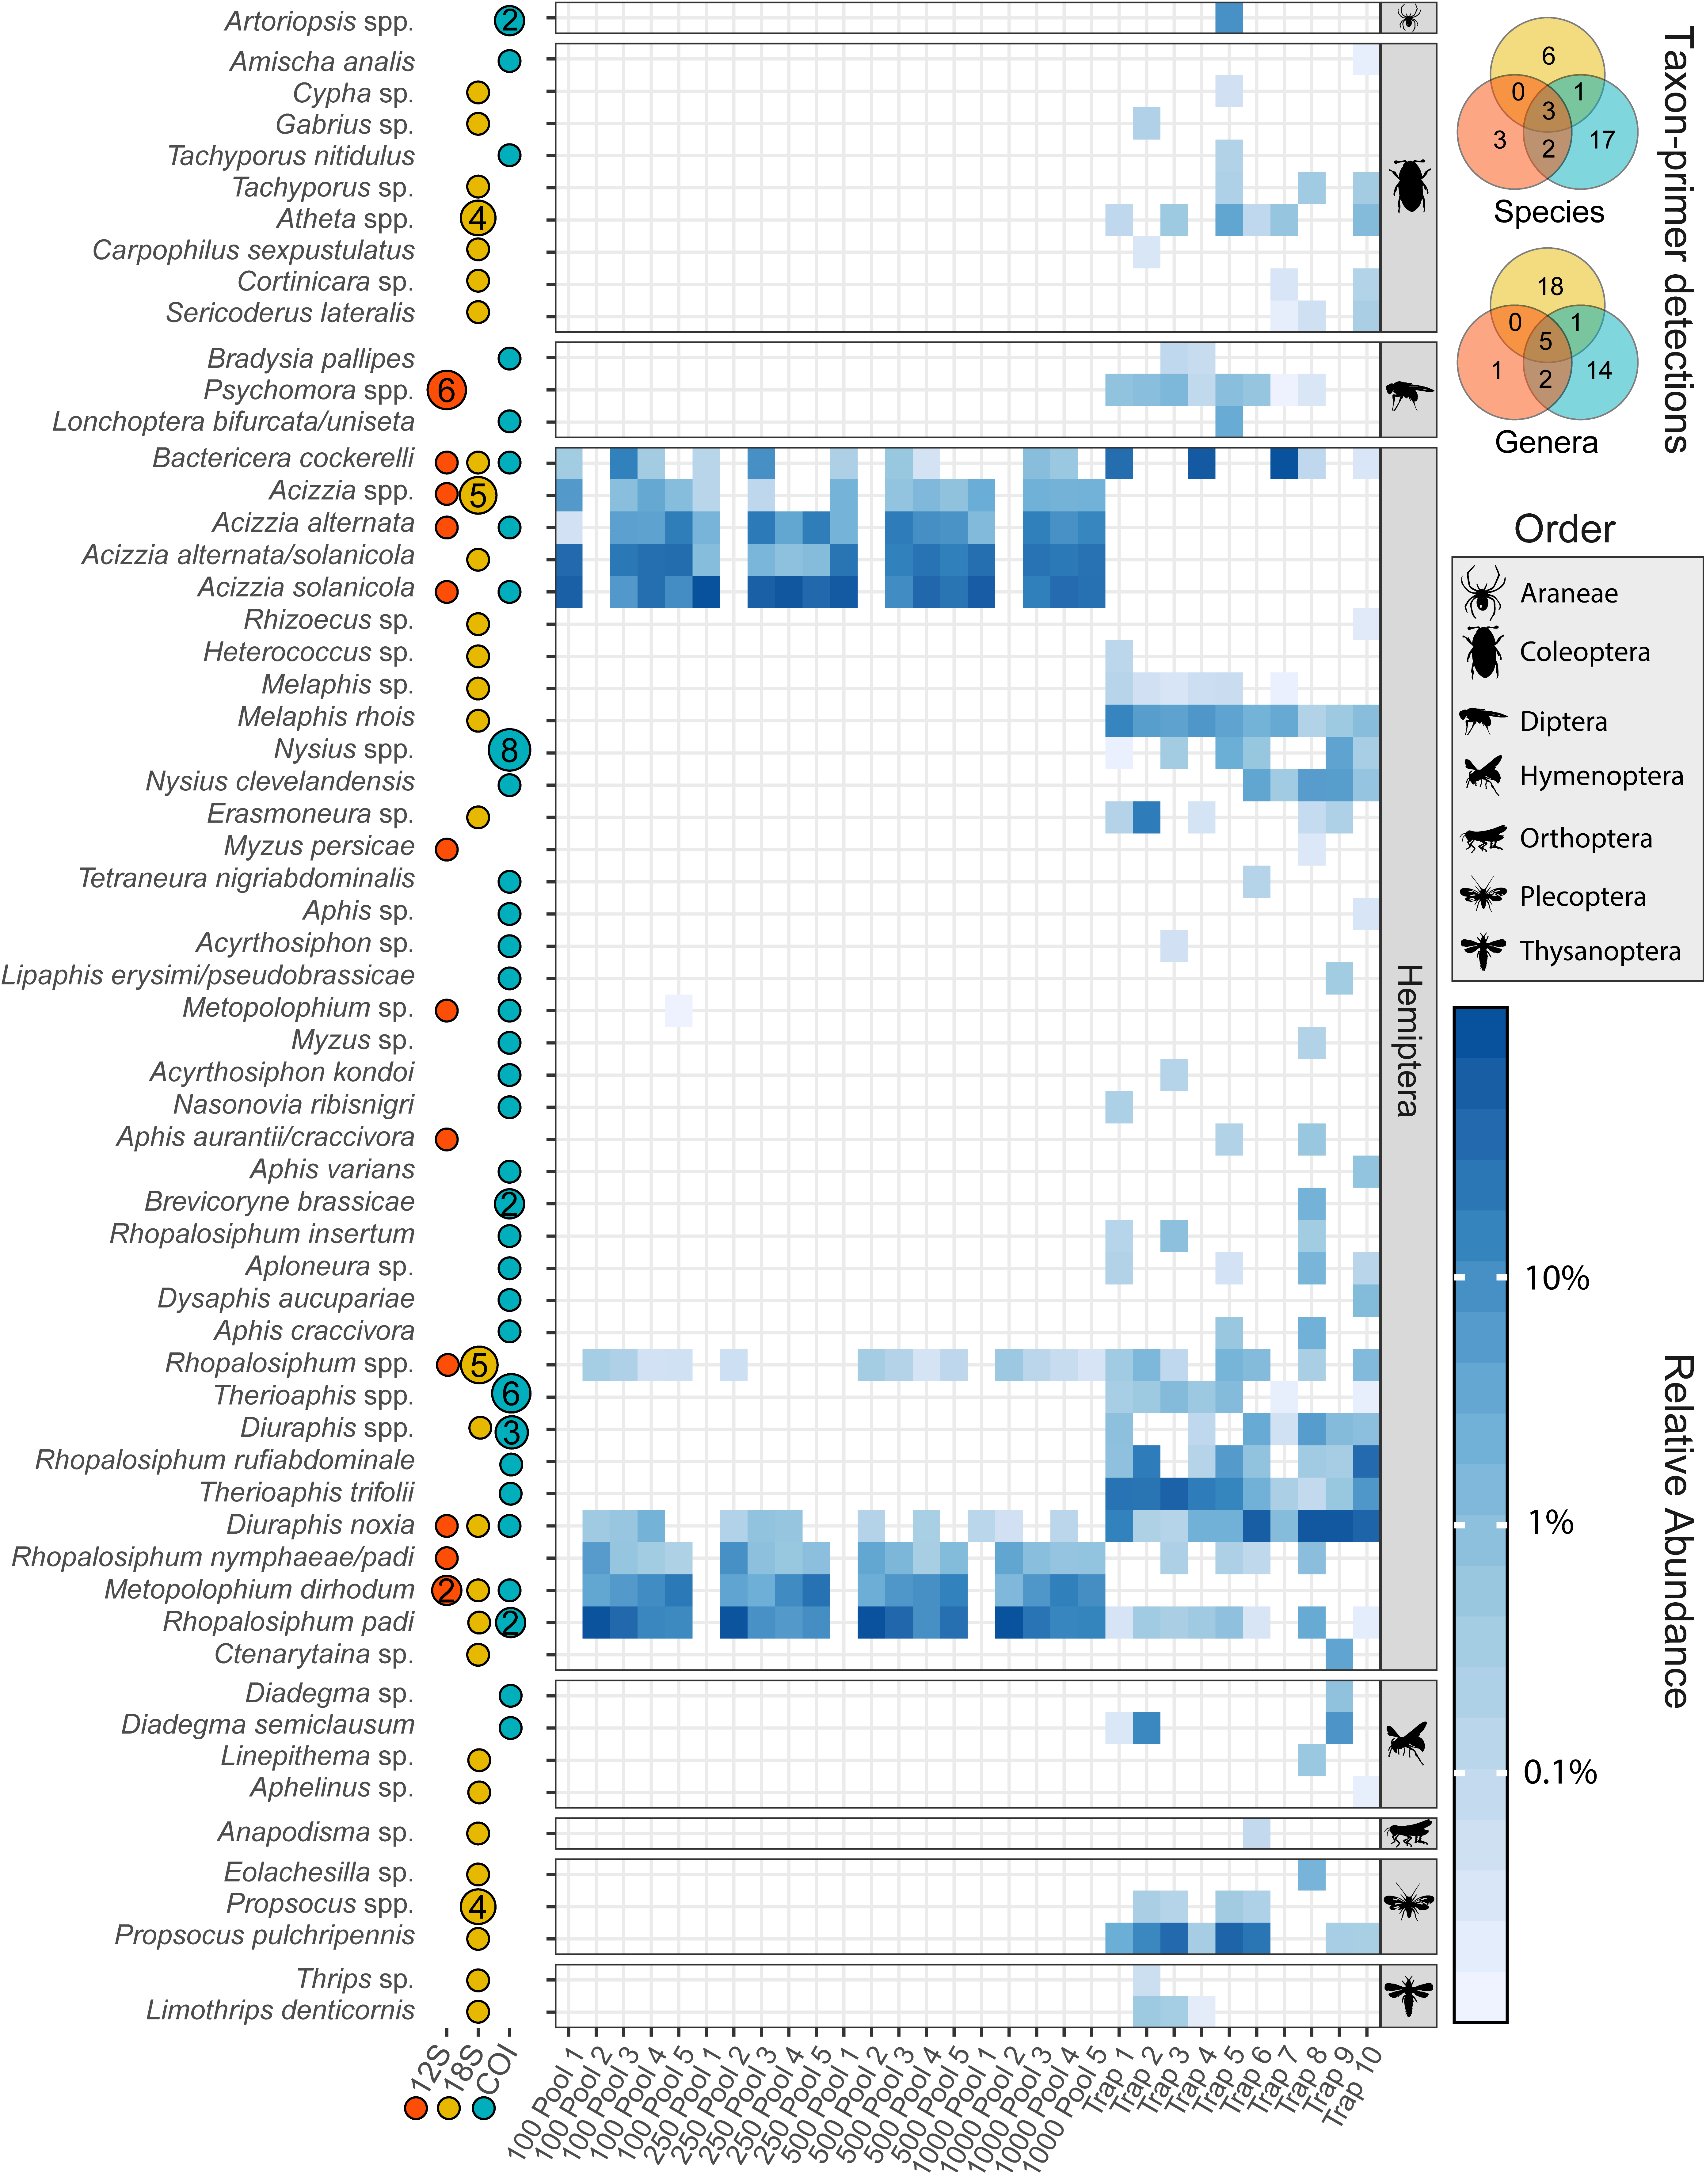 Artoriopsis spp. 2
Amischa analis
Cypha sp.
Gabrius sp.
Tachyporus nitidulus
Tachyporus sp.
Atheta spp. 4
Carpophilus sexpustulatus
Cortinicara sp.
Sericoderus lateralis
Bradysia pallipes
Psychomora spp. 6
Lonchoptera bifurcata/uniseta
Bactericera cockerelli
Acizzia spp. 5
Acizzia alternata
Acizzia alternata/solanicola
Acizzia solanicola
Rhizoecus sp.
Heterococcus sp.
Melaphis sp.
Melaphis rhois
Nysius spp. 8
Nysius clevelandensis
Erasmoneura sp.
Myzus persicae
Tetraneura nigriabdominalis
Aphis sp.
Acyrthosiphon sp.
Lipaphis erysimi/pseudobrassicae
Metopolophium sp.
Myzus sp.
Acyrthosiphon kondoi
Nasonovia ribisnigri
Aphis aurantii/craccivora
Aphis varians
Brevicoryne brassicae 2
Rhopalosiphum insertum
Aploneura sp.
Dysaphis aucupariae
Aphis craccivora
Rhopalosiphum spp. 5
Therioaphis spp. 6
Diuraphis spp. 3
Rhopalosiphum rufiabdominale
Therioaphis trifolii
Diuraphis noxia
Rhopalosiphum nymphaeae/padi
Metopolophium dirhodum 2
Rhopalosiphum padi 2
Ctenarytaina sp.
Diadegma sp.
Diadegma semiclausum
Linepithema sp.
Aphelinus sp.
Anapodisma sp.
Eolachesilla sp.
Propsocus spp. 4
Propsocus pulchripennis
Thrips sp.
Limothrips denticornis
12S
18S
COI
100 Pool 1
100 Pool 2
100 Pool 3
100 Pool 4
100 Pool 5
250 Pool 1
250 Pool 2
250 Pool 3
250 Pool 4
250 Pool 5
500 Pool 1
500 Pool 2
500 Pool 3
500 Pool 4
500 Pool 5
1000 Pool 1
1000 Pool 2
1000 Pool 3
1000 Pool 4
1000 Pool 5
Trap 1
Trap 2
Trap 3
Trap 4
Trap 5
Trap 6
Trap 7
Trap 8
Trap 9
Trap 10
Hemiptera
Taxon-primer detections
6
0
1
3
3
2
17
Species
18
0
1
5
1
2
14
Genera
Order
Araneae
Coleoptera
Diptera
Hymenoptera
Orthoptera
Plecoptera
Thysanoptera
10%
1%
0.1%
Relative Abundance